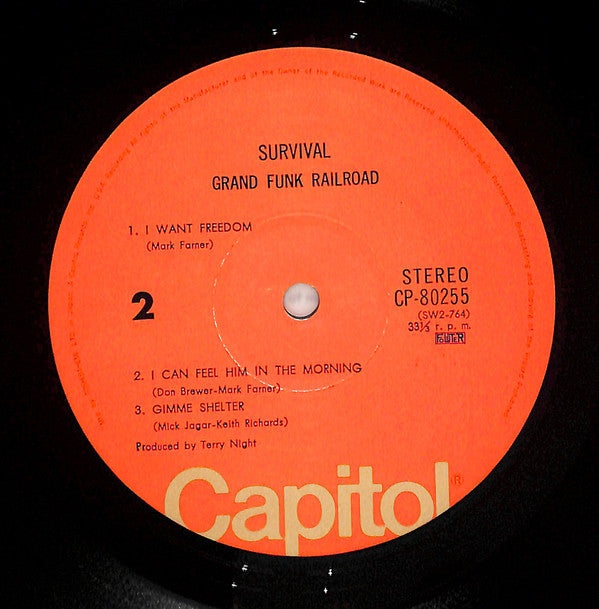 SURVIVAL
GRAND FUNK RAILROAD
1. I WANT FREEDOM
(Mark Farner)
2
STEREO
CP-80255
(SW2-764)
33⅓ r. p. m.
2. I CAN FEEL HIM IN THE MORNING
(Don Brewer-Mark Farner)
3. GIMME SHELTER
(Mick Jagar-Keith Richards)
Produced by Terry Night
Capitol®